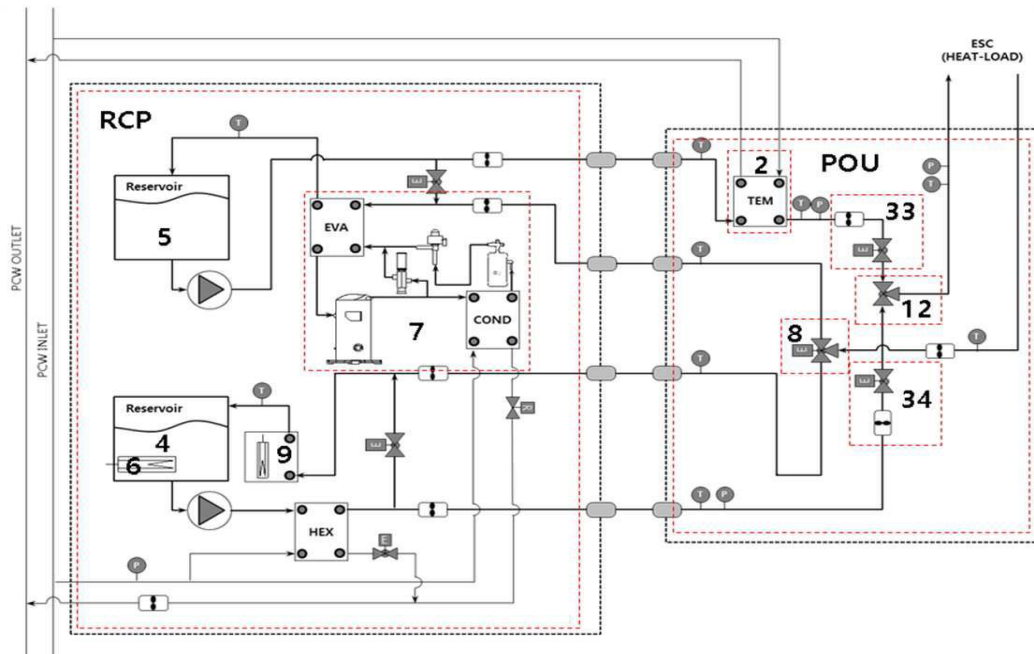 ESC
(HEAT-LOAD)
RCP
POU
T
T
2
P
T
Reservoir
E
TEM
T
P
33
5
EVA
E
T
PCW OUTLET
12
7
COND
8
T
E
PCW INLET
T
E
34
Reservoir
T
4
9
E
6
T
P
HEX
E
P